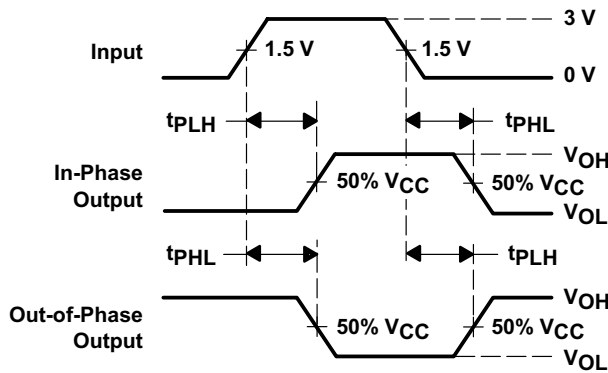 3 V
Input
1.5 V
1.5 V
0 V
tPLH
tPHL
In-Phase
Output
VOH
50% VCC
50% VCC
VOL
tPHL
tPLH
Out-of-Phase
Output
VOH
50% VCC
50% VCC
VOL